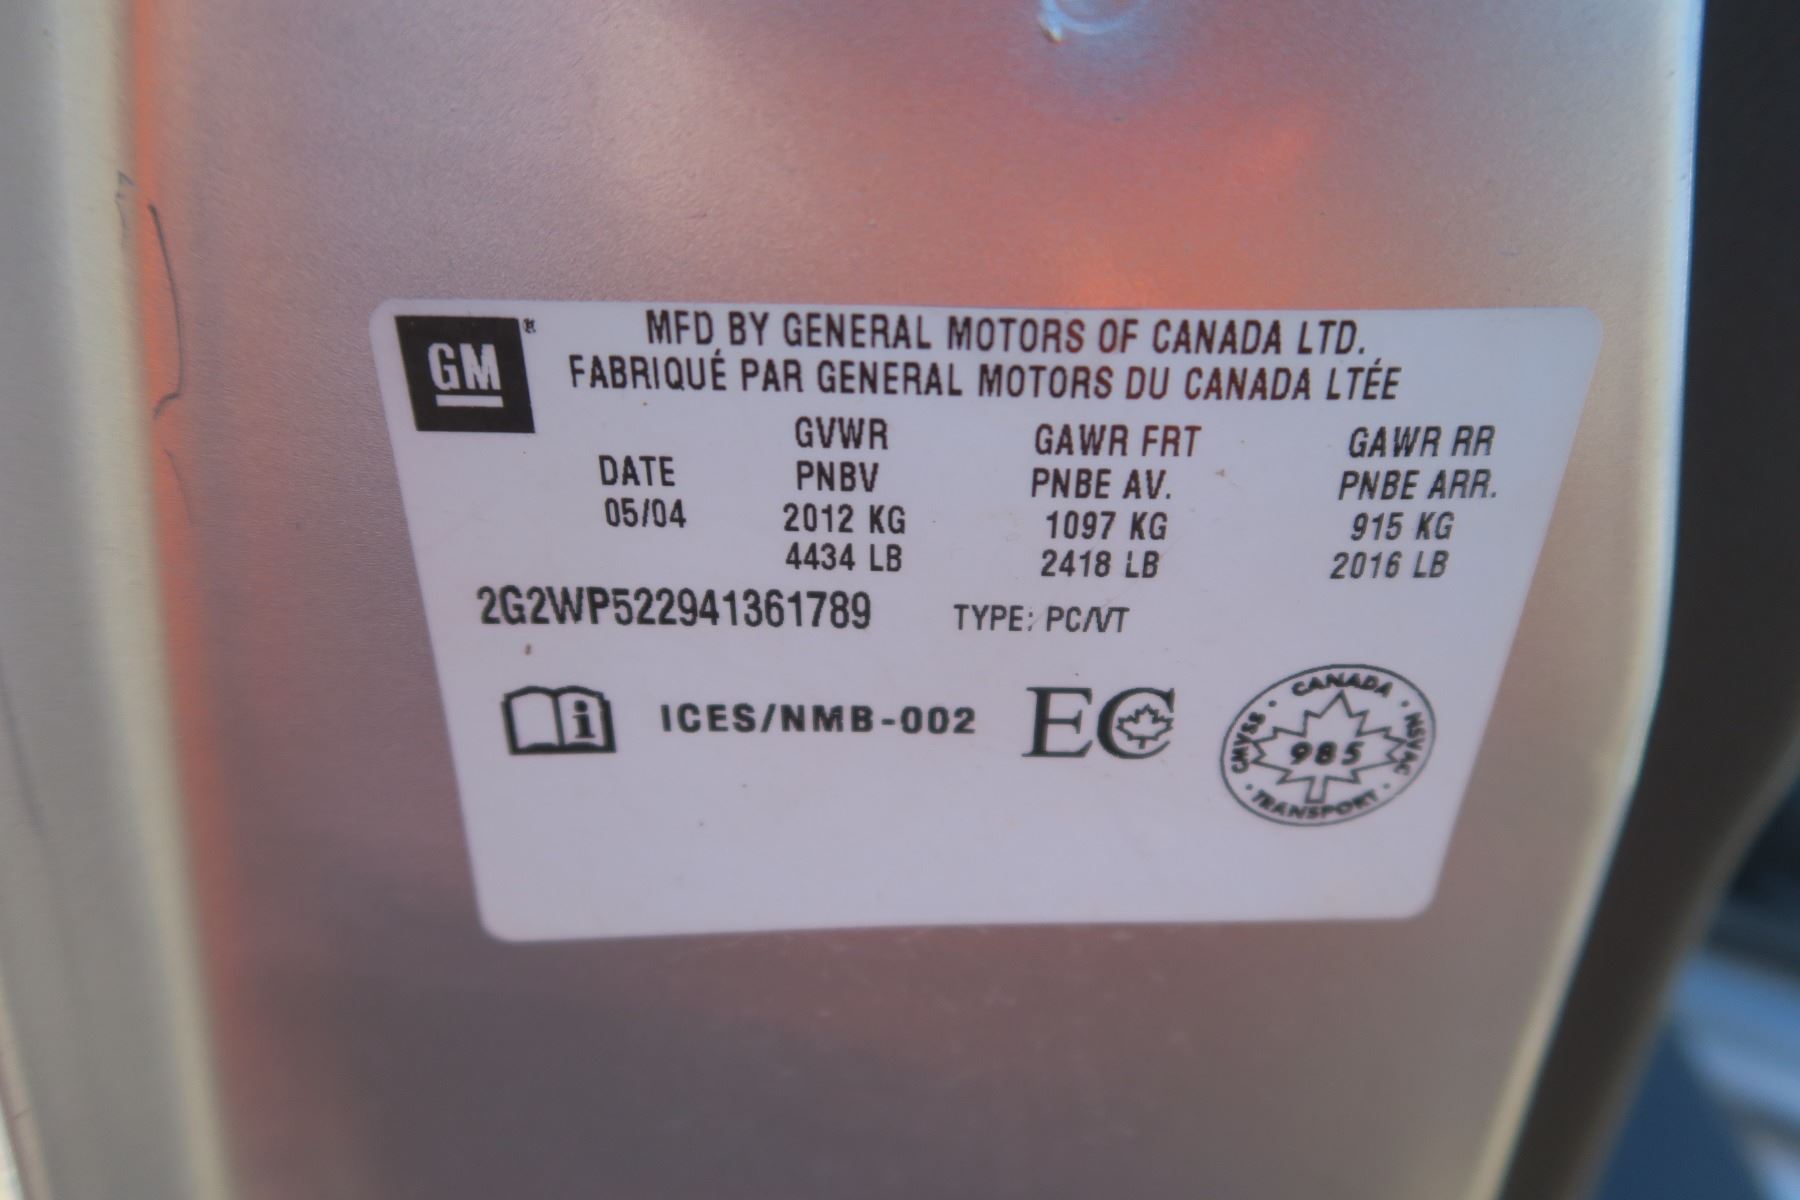 GM
MFD BY GENERAL MOTORS OF CANADA LTD.
FABRIQUÉ PAR GENERAL MOTORS DU CANADA LTÉE
DATE
05/04
GVWR
PNBV
2012 KG
4434 LB
GAWR FRT
PNBE AV.
1097 KG
2418 LB
GAWR RR
PNBE ARR.
915 KG
2016 LB
2G2WP522941361789 TYPE: PC/VT
i ICES/NMB-002 EC
CANADA
CMVSS 985 NSVAC
TRANSPORT